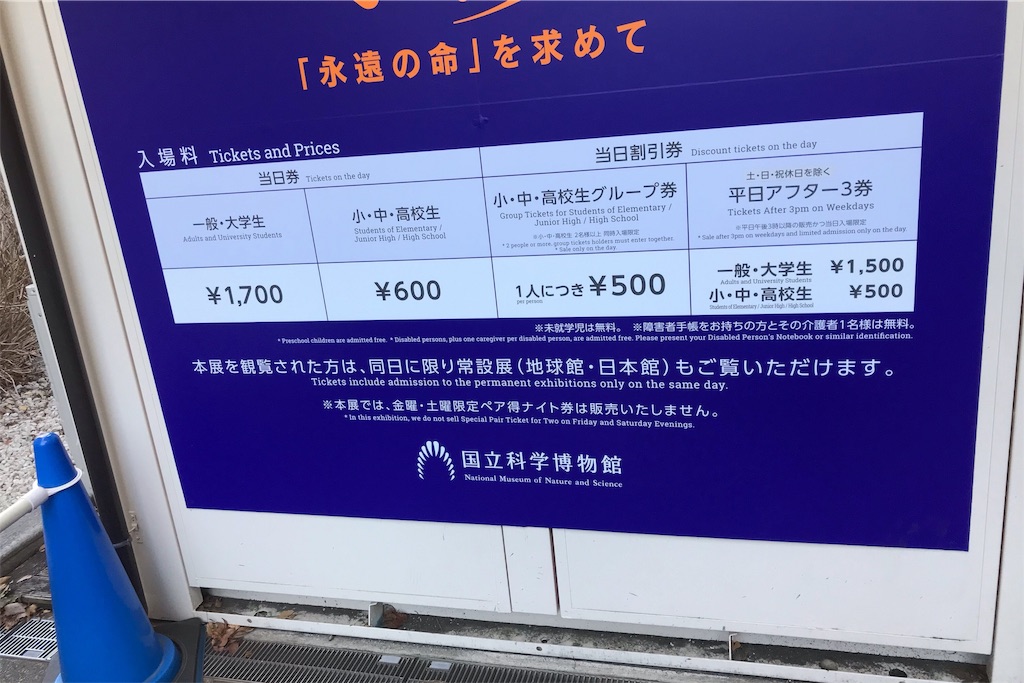 「永遠の命」を求めて
入場料 Tickets and Prices
当日券 Tickets on the day
当日割引券 Discount tickets on the day
一般・大学生
Adults and University Students
小・中・高校生
Students of Elementary /
Junior High / High School
小・中・高校生グループ券
Group Tickets for Students of Elementary /
Junior High / High School
※小・中・高校生 2名様以上 同時入場限定
* 2 people or more, group tickets holders must enter together.
* Sale only on the day.
土・日・祝休日を除く
平日アフター3券
Tickets After 3pm on Weekdays
※平日午後3時以降の販売かつ当日入場限定
* Sale after 3pm on weekdays and limited admission only on the day.
¥1,700
¥600
1人につき ¥500
per person
一般・大学生 ¥1,500
Adults and University Students
小・中・高校生 ¥500
Students of Elementary / Junior High / High School
※未就学児は無料。 ※障害者手帳をお持ちの方とその介護者1名様は無料。
* Preschool children are admitted free. * Disabled persons, plus one caregiver per disabled person, are admitted free. Please present your Disabled Person's Notebook or similar identification.
本展を観覧された方は、同日に限り常設展(地球館・日本館)もご覧いただけます。
Tickets include admission to the permanent exhibitions only on the same day.
※本展では、金曜・土曜限定ペア得ナイト券は販売いたしません。
* In this exhibition, we do not sell Special Pair Ticket for Two on Friday and Saturday Evenings.
国立科学博物館
National Museum of Nature and Science